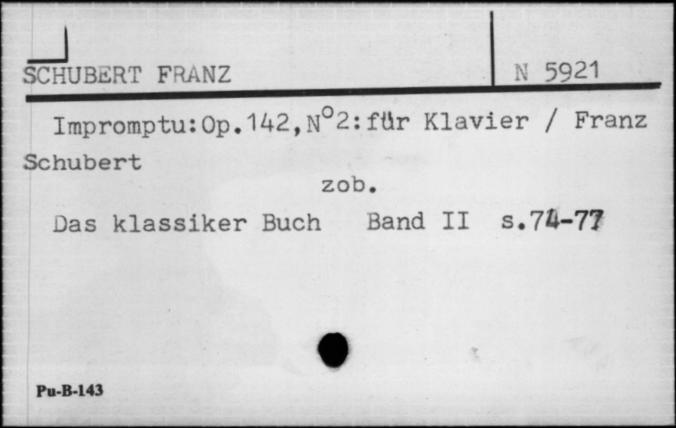 SCHUBERT FRANZ N 5921
Impromptu:Op.142,N°2:für Klavier / Franz
Schubert
zob.
Das klassiker Buch Band II s.74-77
Pu-B-143